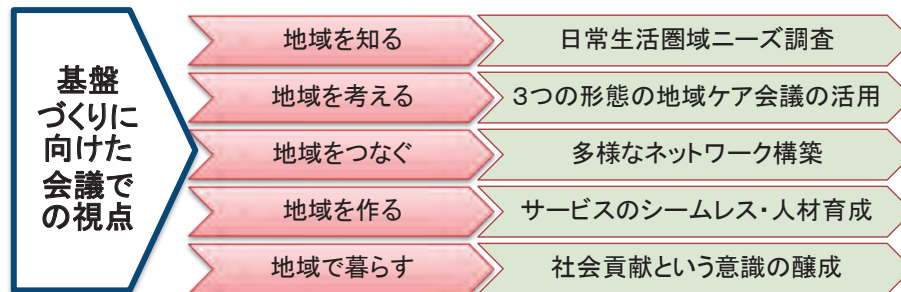 基盤
づくりに
向けた
会議で
の視点
地域を知る
日常生活圏域ニーズ調査
地域を考える
3つの形態の地域ケア会議の活用
地域をつなぐ
多様なネットワーク構築
地域を作る
サービスのシームレス・人材育成
地域で暮らす
社会貢献という意識の醸成